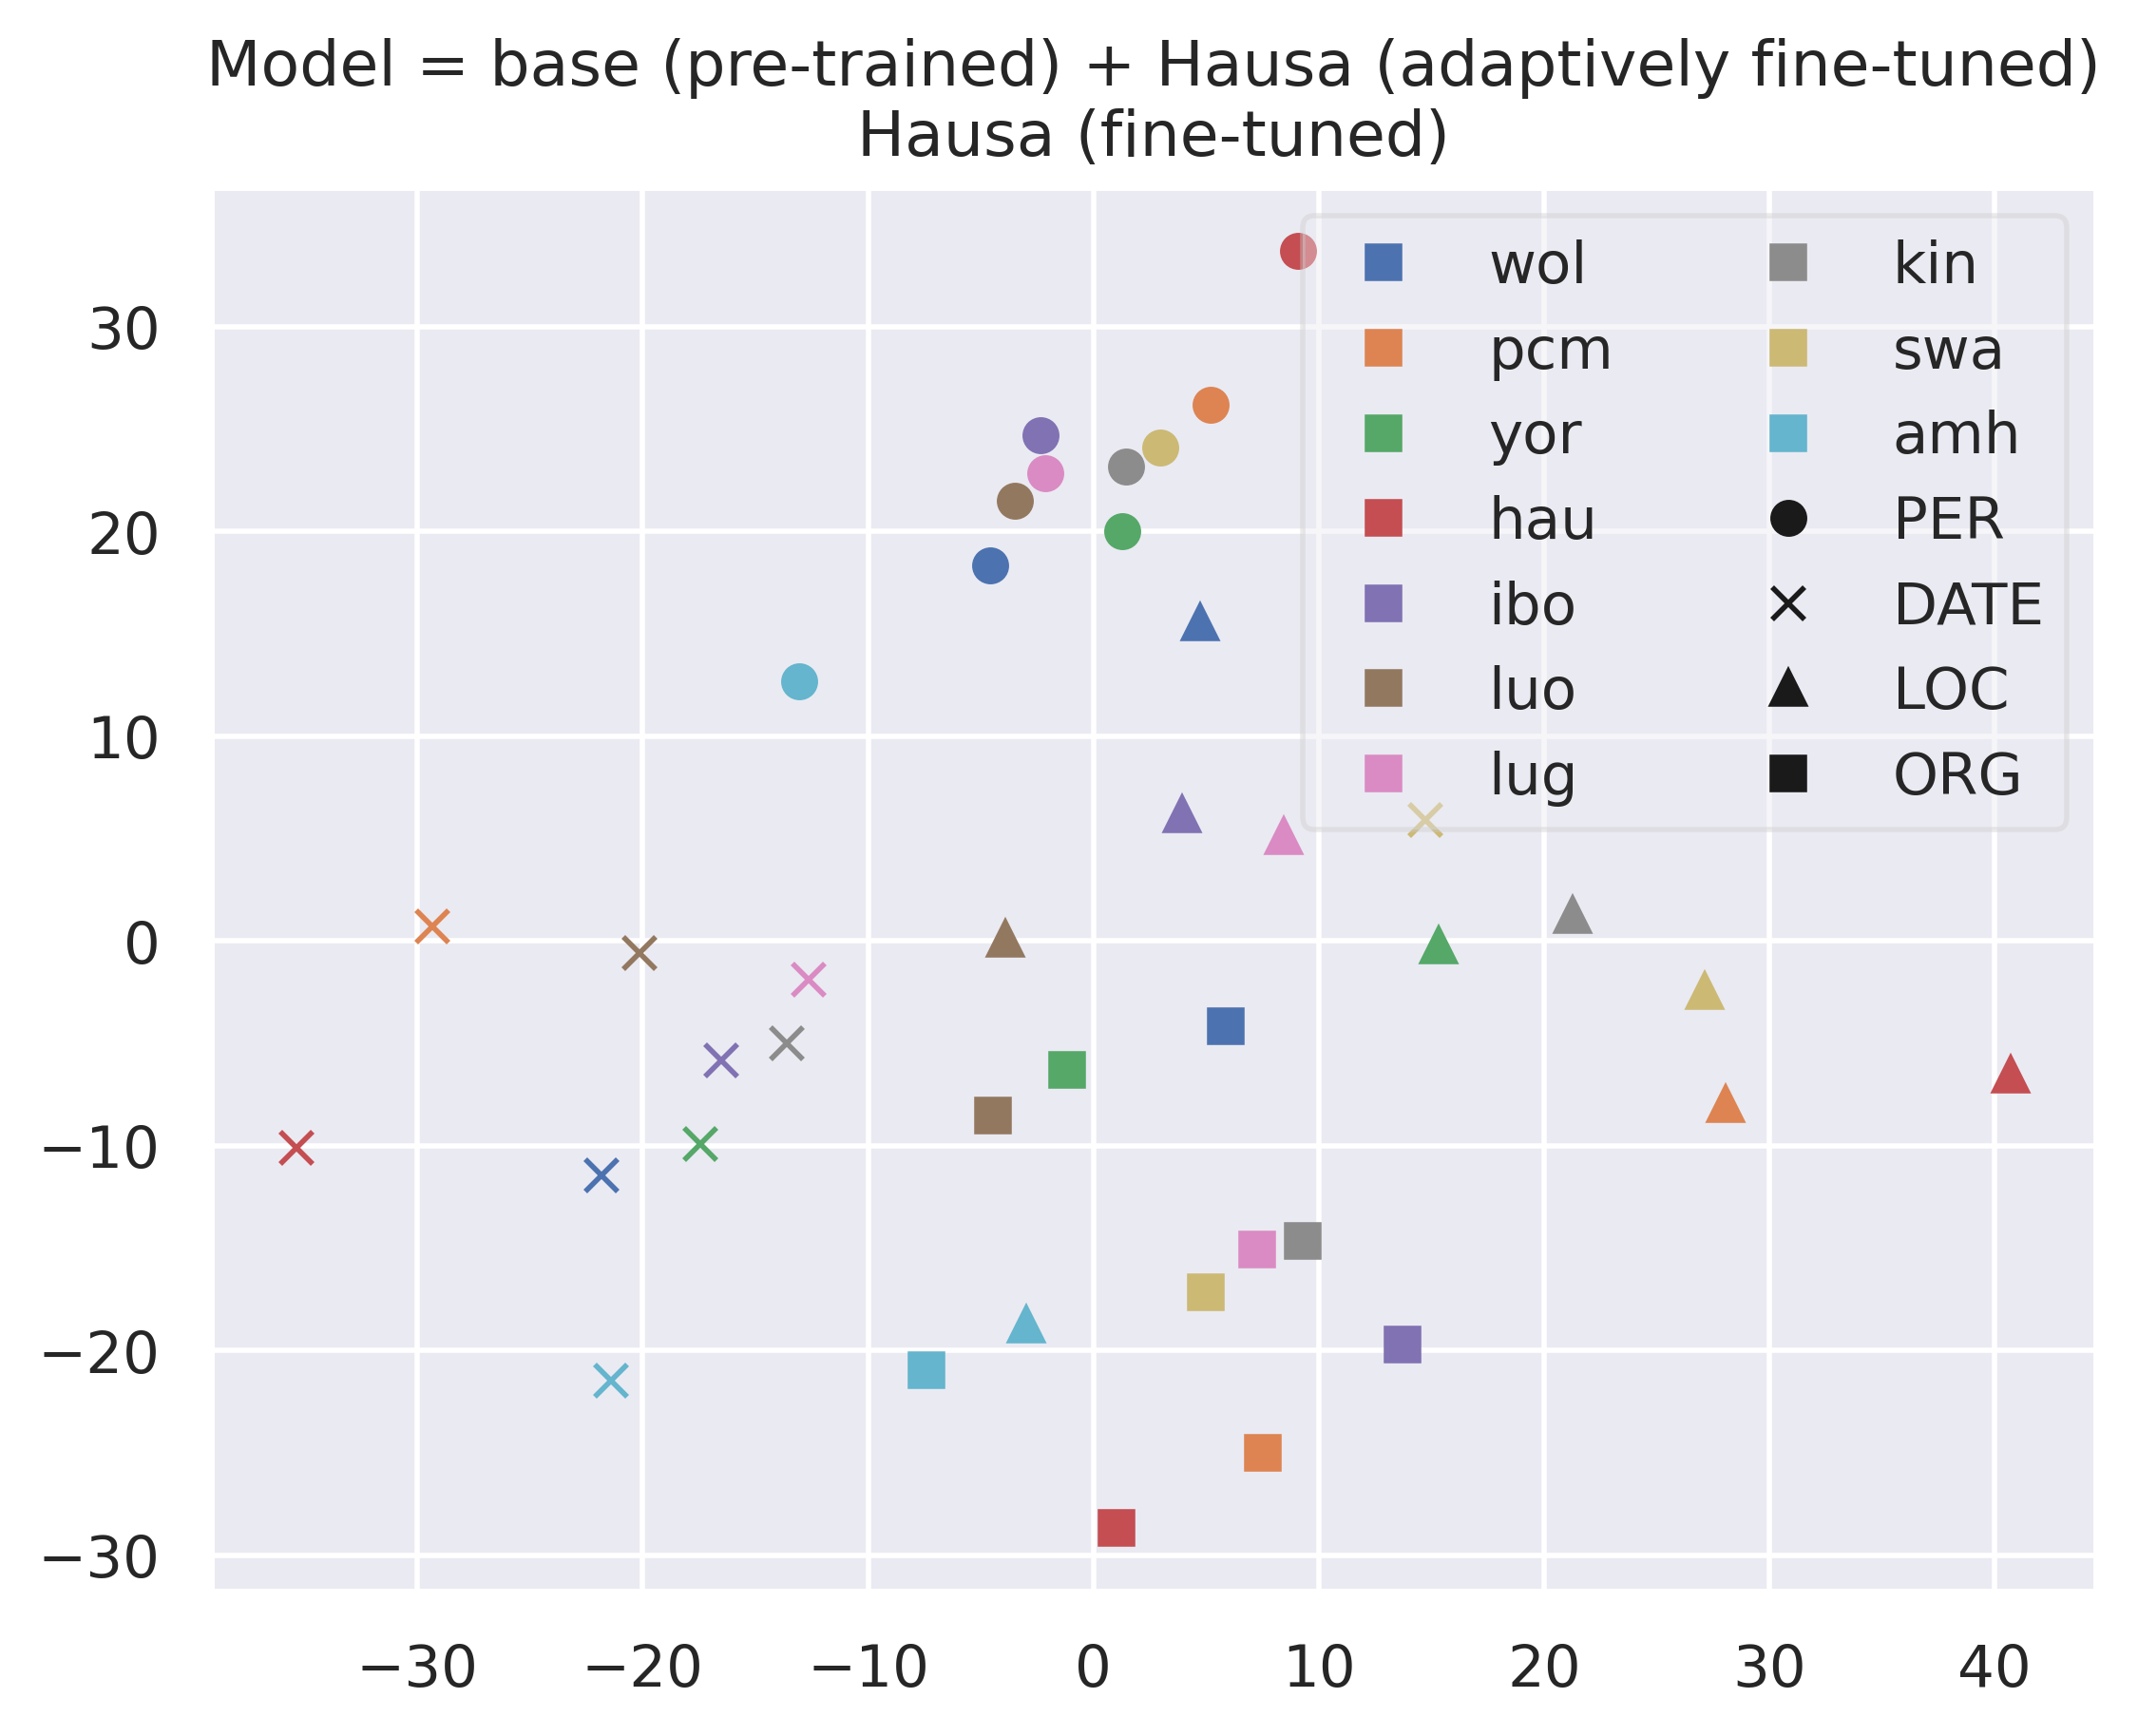 Model = base (pre-trained) + Hausa (adaptively fine-tuned)
Hausa (fine-tuned)
wol
pcm
yor
hau
ibo
luo
lug
kin
swa
amh
PER
DATE
LOC
ORG
30
20
10
0
−10
−20
−30
−30 −20 −10 0 10 20 30 40